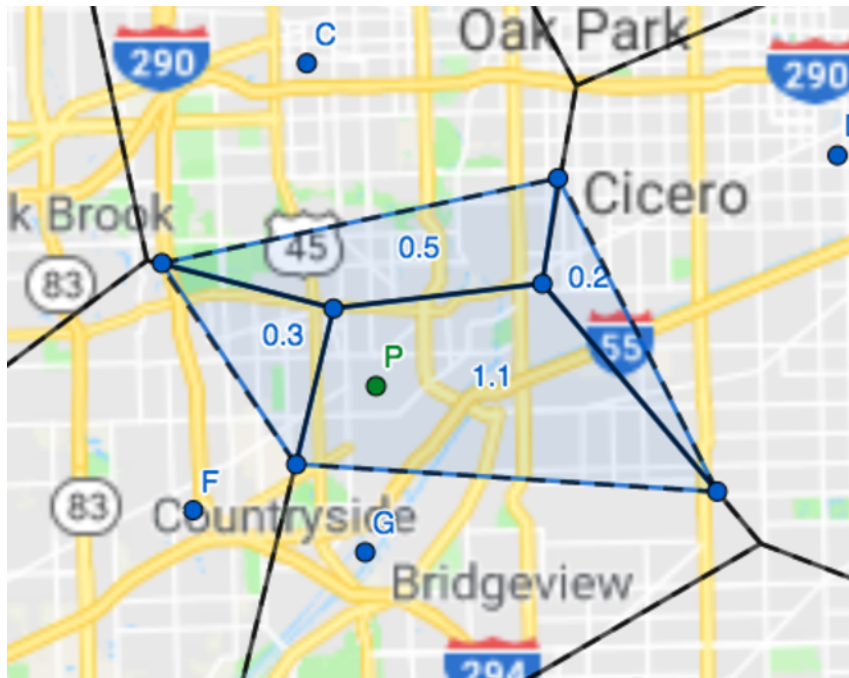 C
Oak Park
290
290
k Brook
Cicero
45
0.5
83
0.2
0.3
55
P
1.1
F
83
Countryside
G
Bridgeview
294